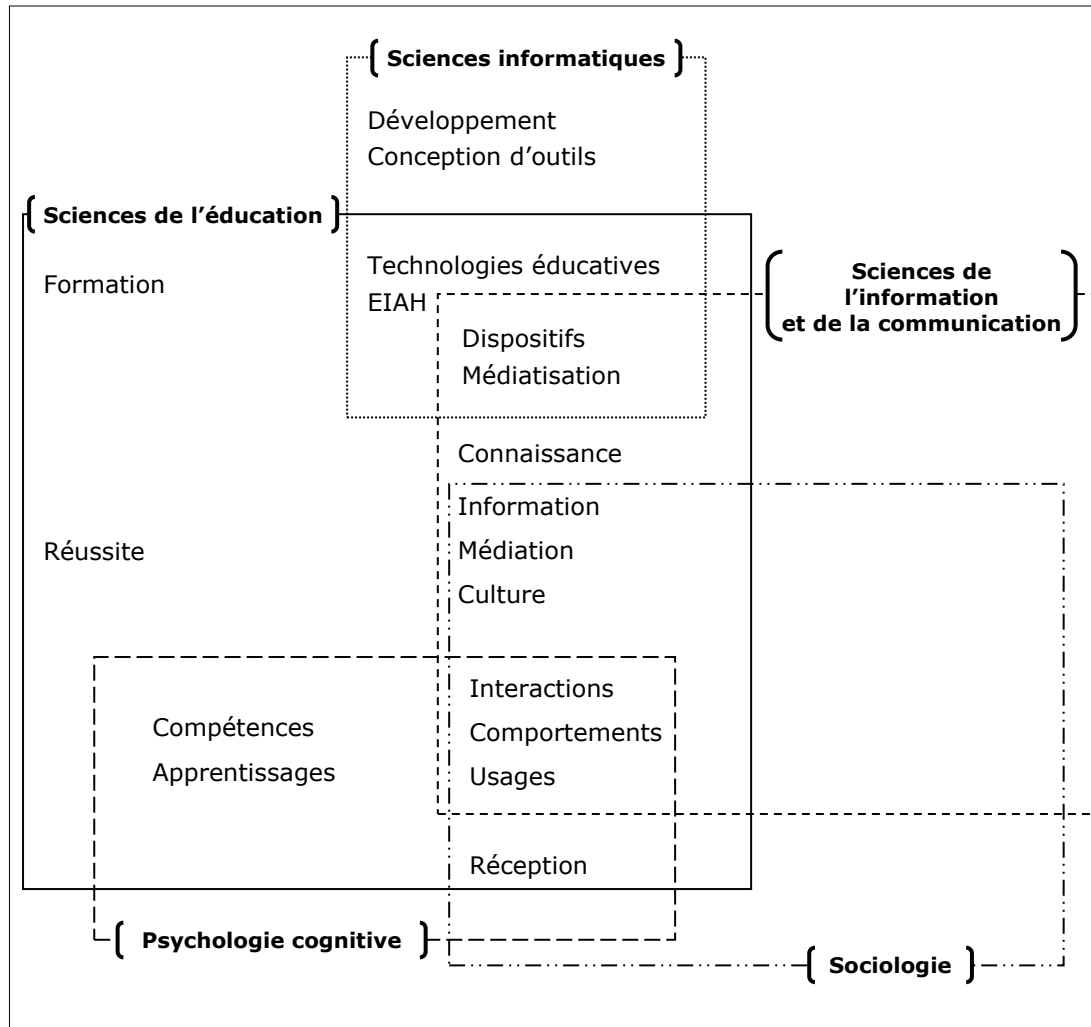 Sciences informatiques
Développement
Conception d’outils
Sciences de l’éducation
Formation
Technologies éducatives
EIAH
Sciences de
l’information
et de la communication
Dispositifs
Médiatisation
Connaissance
Information
Réussite
Médiation
Culture
Interactions
Compétences
Comportements
Apprentissages
Usages
Réception
Psychologie cognitive
Sociologie